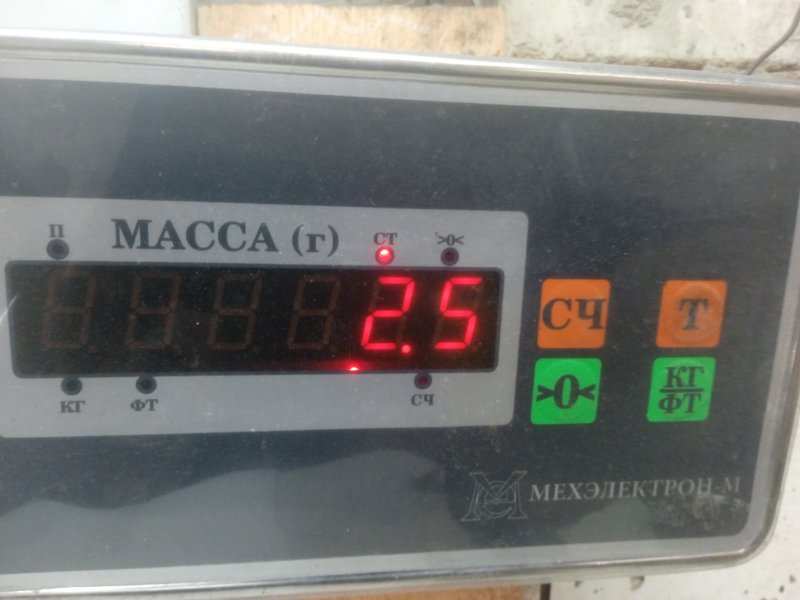 П
МАССА (г) СТ >0<
2.5
КГ ФТ СЧ
СЧ Т
>0< КГ
ФТ
МЕХЭЛЕКТРОН-М